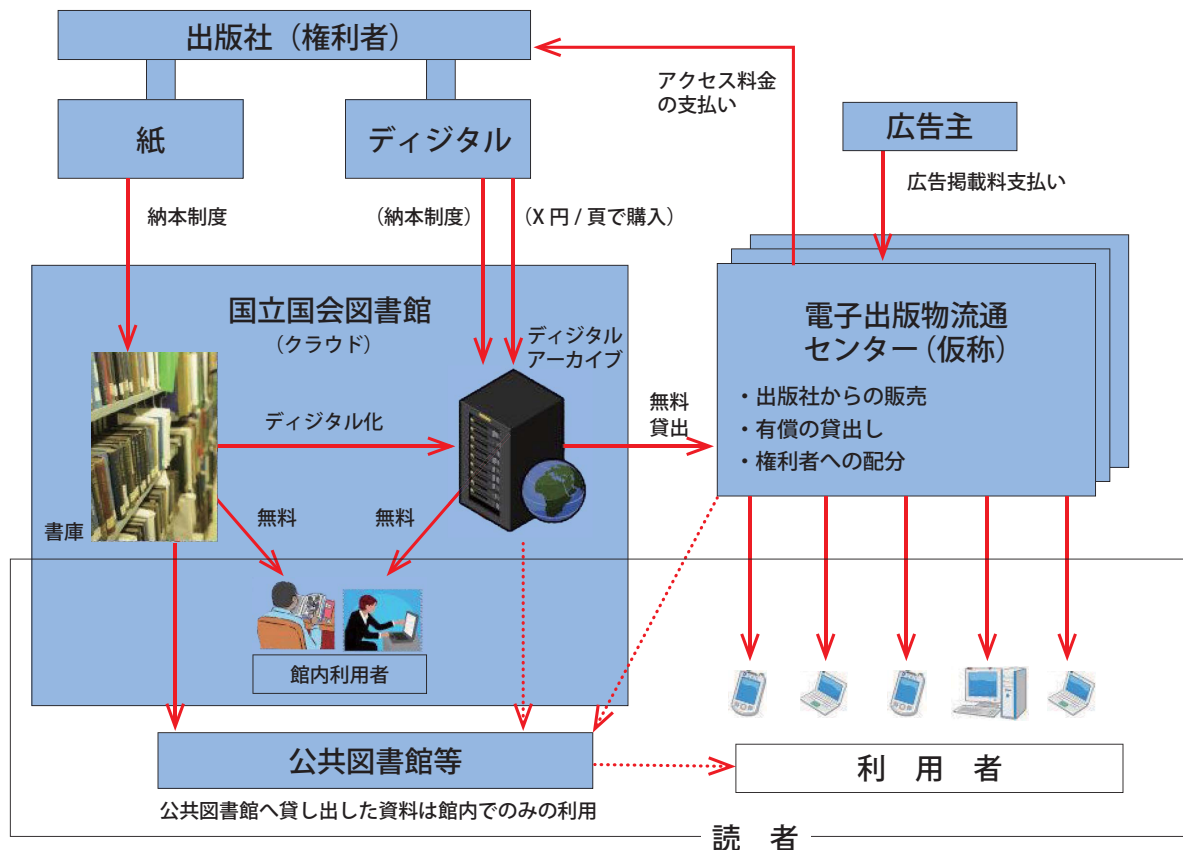 出版社（権利者）
紙
ディジタル
アクセス料金
の支払い
広告主
広告掲載料支払い
納本制度
（納本制度）
（X 円 / 頁で購入）
国立国会図書館
（クラウド）
ディジタル
アーカイブ
ディジタル化
無料
貸出
電子出版物流通
センター（仮称）
・出版社からの販売
・有償の貸出し
・権利者への配分
書庫
無料
無料
館内利用者
公共図書館等
公共図書館へ貸し出した資料は館内でのみの利用
利　用　者
読　者